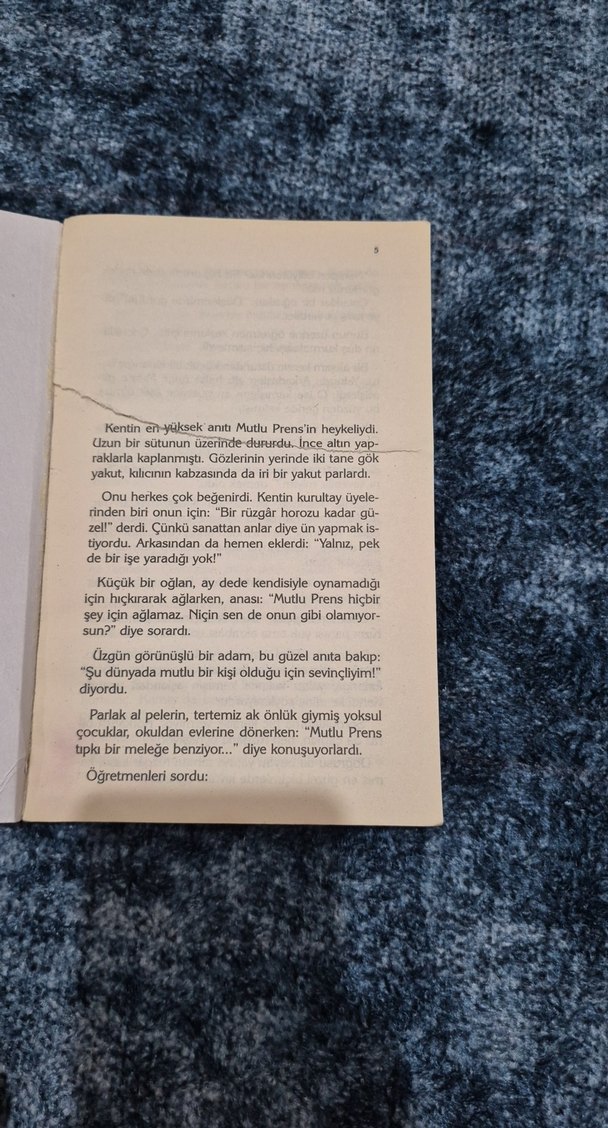 5
Kentin en yüksek anıtı Mutlu Prens'in heykeliydi.
Uzun bir sütunun üzerinde dururdu. İnce altın yap-
raklarla kaplanmıştı. Gözlerinin yerinde iki tane gök
yakut, kılıcının kabzasında da iri bir yakut parlardı.
Onu herkes çok beğenirdi. Kentin kurultay üyele-
rinden biri onun için: “Bir rüzgâr horozu kadar gü-
zel!” derdi. Çünkü sanattan anlar diye ün yapmak is-
tiyordu. Arkasından da hemen eklerdi: “Yalnız, pek
de bir işe yaradığı yok!”
Küçük bir oğlan, ay dede kendisiyle oynamadığı
için hıçkırarak ağlarken, anası: “Mutlu Prens hiçbir
şey için ağlamaz. Niçin sen de onun gibi olamıyor-
sun?” diye sorardı.
Üzgün görünüşlü bir adam, bu güzel anıta bakıp:
“Şu dünyada mutlu bir kişi olduğu için sevinçliyim!”
diyordu.
Parlak al pelerin, tertemiz ak önlük giymiş yoksul
çocuklar, okuldan evlerine dönerken: “Mutlu Prens
tıpkı bir meleğe benziyor...” diye konuşuyorlardı.
Öğretmenleri sordu: